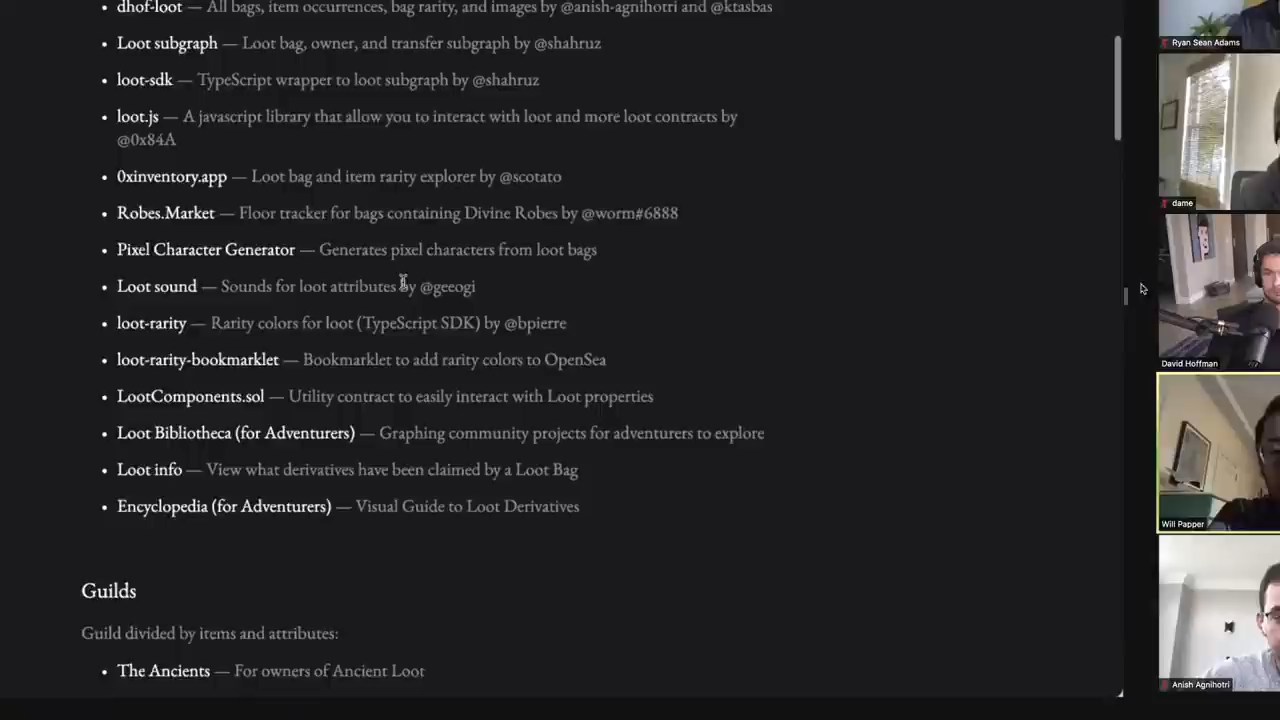 dhof-loot — All bags, item occurrences, bag rarity, and images by @anish-agnihotri and @ktasbas
Loot subgraph — Loot bag, owner, and transfer subgraph by @shahruz
loot-sdk — TypeScript wrapper to loot subgraph by @shahruz
loot.js — A javascript library that allow you to interact with loot and more loot contracts by
@0x84A
0xinventory.app — Loot bag and item rarity explorer by @scotato
Robes.Market — Floor tracker for bags containing Divine Robes by @worm#6888
Pixel Character Generator — Generates pixel characters from loot bags
Loot sound — Sounds for loot attributes by @geeogi
loot-rarity — Rarity colors for loot (TypeScript SDK) by @bpierre
loot-rarity-bookmarklet — Bookmarklet to add rarity colors to OpenSea
LootComponents.sol — Utility contract to easily interact with Loot properties
Loot Bibliotheca (for Adventurers) — Graphing community projects for adventurers to explore
Loot info — View what derivatives have been claimed by a Loot Bag
Encyclopedia (for Adventurers) — Visual Guide to Loot Derivatives
Guilds
Guild divided by items and attributes:
The Ancients — For owners of Ancient Loot
Ryan Sean Adams
dame
David Hoffman
Will Papper
Anish Agnihotri